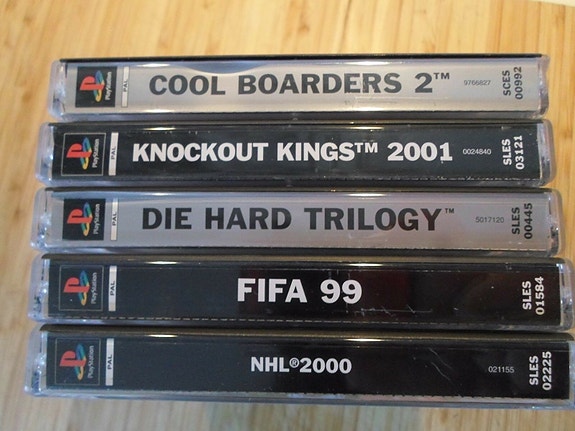 PlayStation
PAL
COOL BOARDERS 2™
9766827
SCES
00992
PlayStation
PAL
KNOCKOUT KINGS™ 2001
0024840
SLES
03121
PlayStation
PAL
DIE HARD TRILOGY™
5017120
SLES
00445
PlayStation
PAL
FIFA 99
SLES
01584
PlayStation
PAL
NHL®2000
021155
SLES
02225